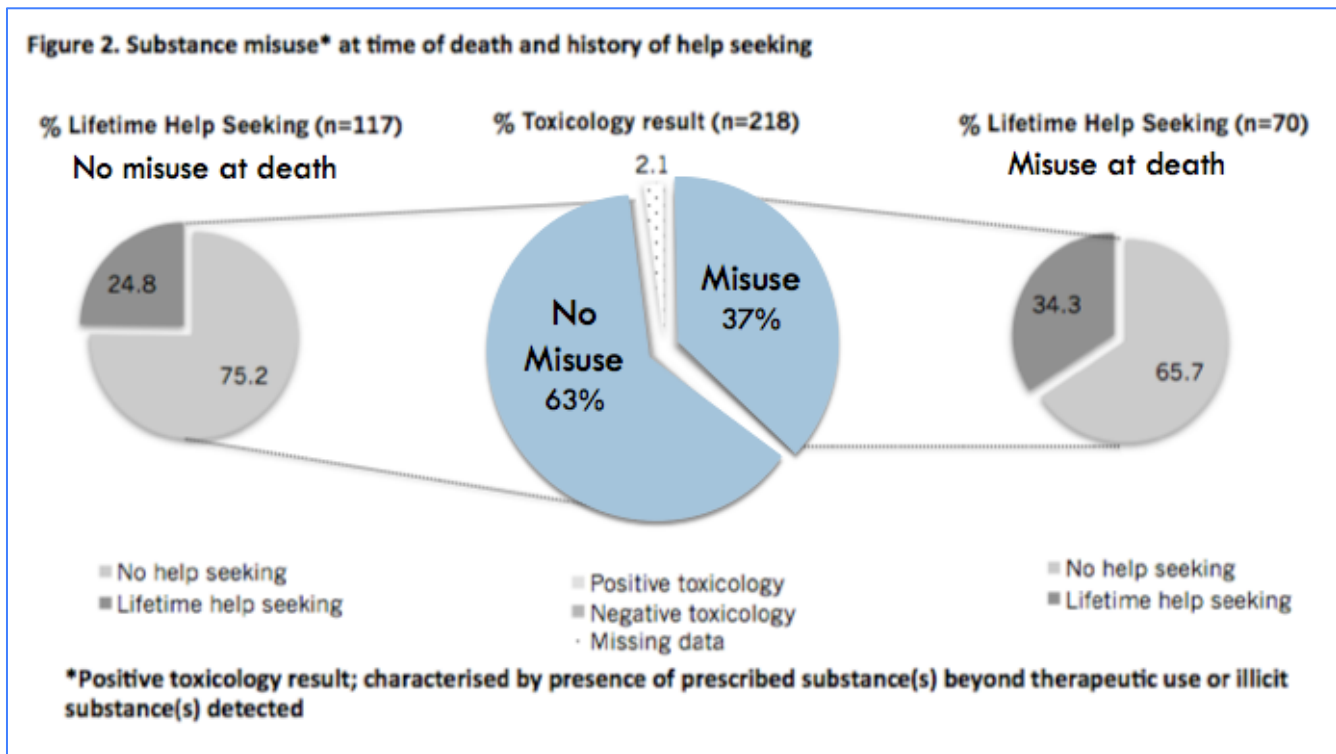 Figure 2. Substance misuse* at time of death and history of help seeking
% Lifetime Help Seeking (n=117)
No misuse at death
24.8
75.2
% Toxicology result (n=218)
2.1
Misuse
37%
No
Misuse
63%
% Lifetime Help Seeking (n=70)
Misuse at death
34.3
65.7
No help seeking
Lifetime help seeking
Positive toxicology
Negative toxicology
Missing data
No help seeking
Lifetime help seeking
*Positive toxicology result; characterised by presence of prescribed substance(s) beyond therapeutic use or illicit
substance(s) detected